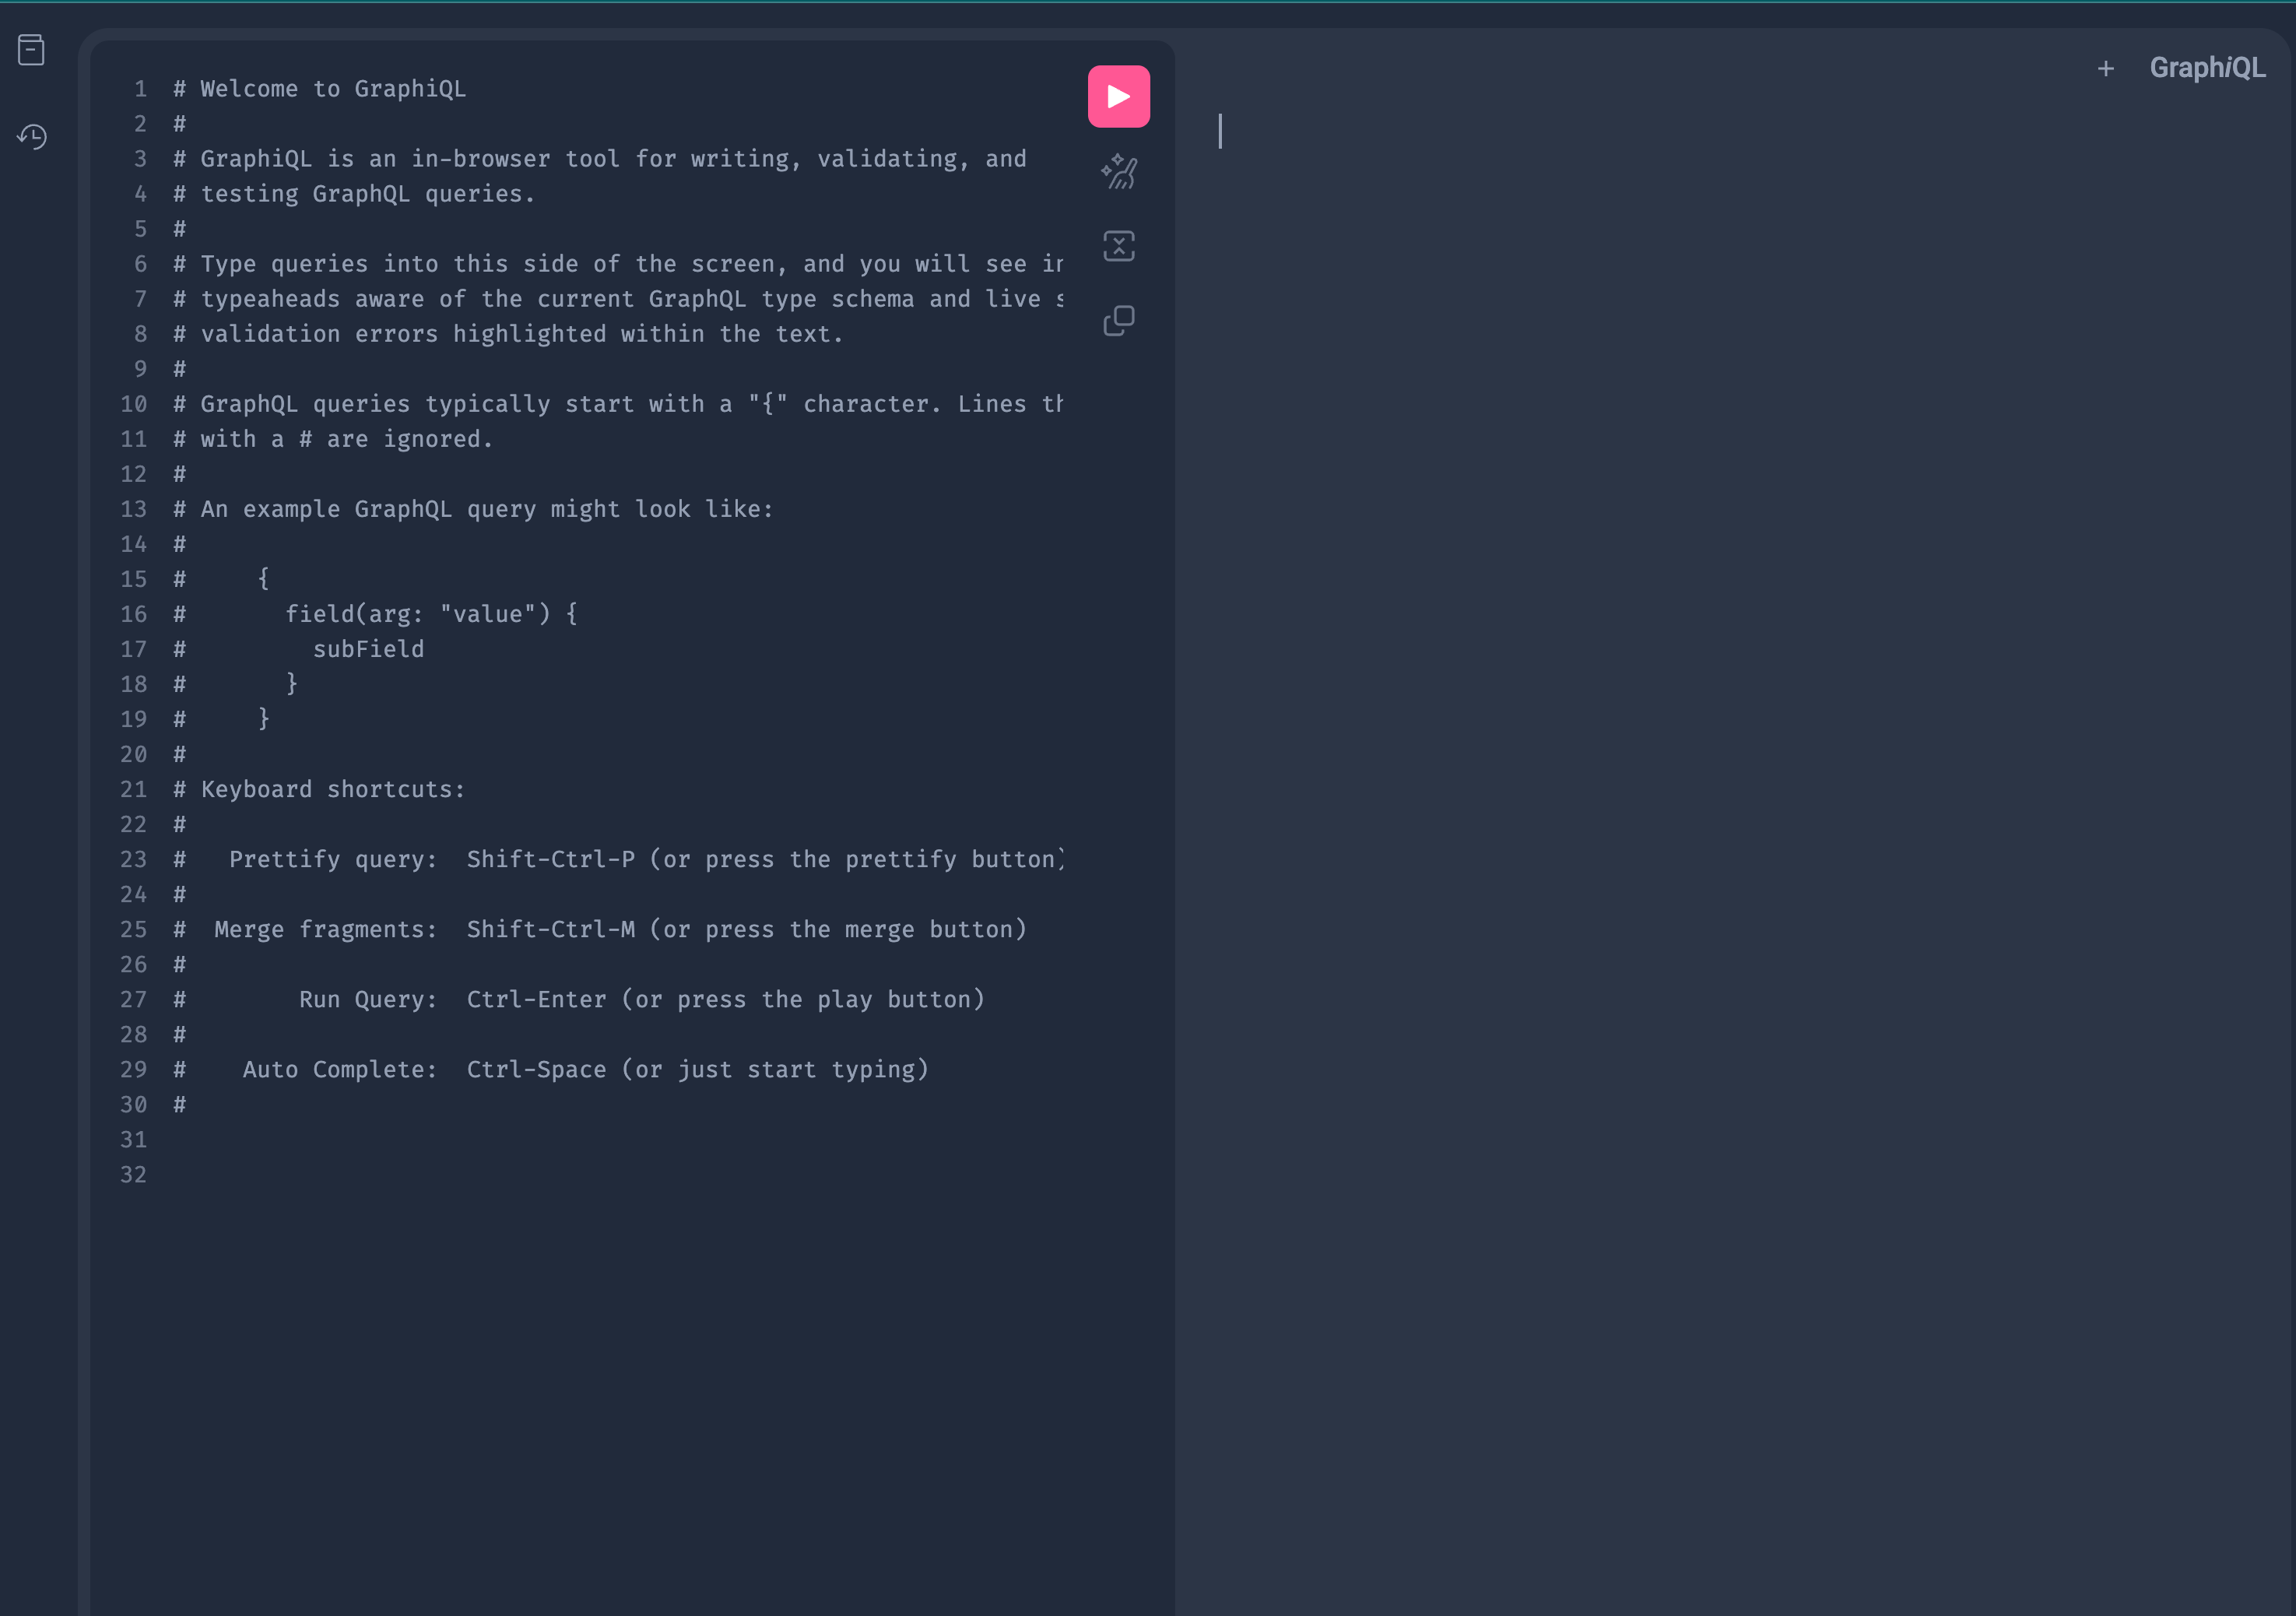 + GraphiQL
1 # Welcome to GraphiQL
2 #
3 # GraphiQL is an in-browser tool for writing, validating, and
4 # testing GraphQL queries.
5 #
6 # Type queries into this side of the screen, and you will see
7 # typeaheads aware of the current GraphQL type schema and live
8 # validation errors highlighted within the text.
9 #
10 # GraphQL queries typically start with a "{" character. Lines
11 # with a # are ignored.
12 #
13 # An example GraphQL query might look like:
14 #
15 #     {
16 #       field(arg: "value") {
17 #         subField
18 #       }
19 #     }
20 #
21 # Keyboard shortcuts:
22 #
23 #   Prettify query:  Shift-Ctrl-P (or press the prettify button)
24 #
25 #  Merge fragments:  Shift-Ctrl-M (or press the merge button)
26 #
27 #        Run Query:  Ctrl-Enter (or press the play button)
28 #
29 #    Auto Complete:  Ctrl-Space (or just start typing)
30 #
31
32